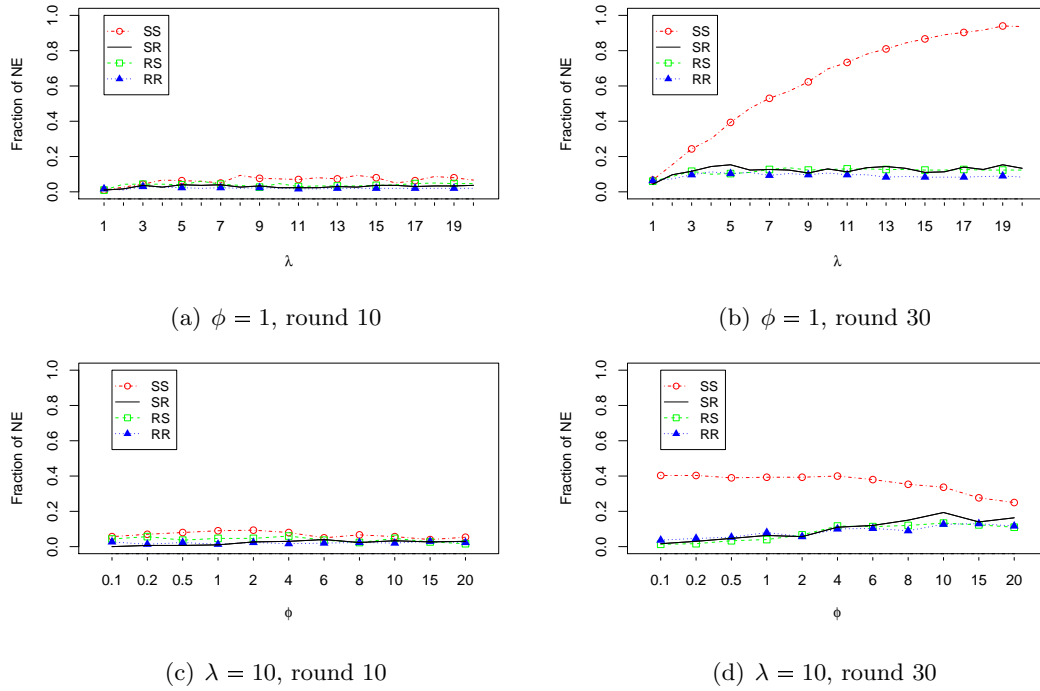 Fraction of NE
0.0 0.2 0.4 0.6 0.8 1.0
SS
SR
RS
RR
1 3 5 7 9 11 13 15 17 19
λ
(a) ϕ = 1, round 10
Fraction of NE
0.0 0.2 0.4 0.6 0.8 1.0
SS
SR
RS
RR
1 3 5 7 9 11 13 15 17 19
λ
(b) ϕ = 1, round 30
Fraction of NE
0.0 0.2 0.4 0.6 0.8 1.0
SS
SR
RS
RR
0.1 0.2 0.5 1 2 4 6 8 10 15 20
ϕ
(c) λ = 10, round 10
Fraction of NE
0.0 0.2 0.4 0.6 0.8 1.0
SS
SR
RS
RR
0.1 0.2 0.5 1 2 4 6 8 10 15 20
ϕ
(d) λ = 10, round 30